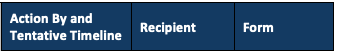 Action By and
Tentative Timeline
Recipient
Form